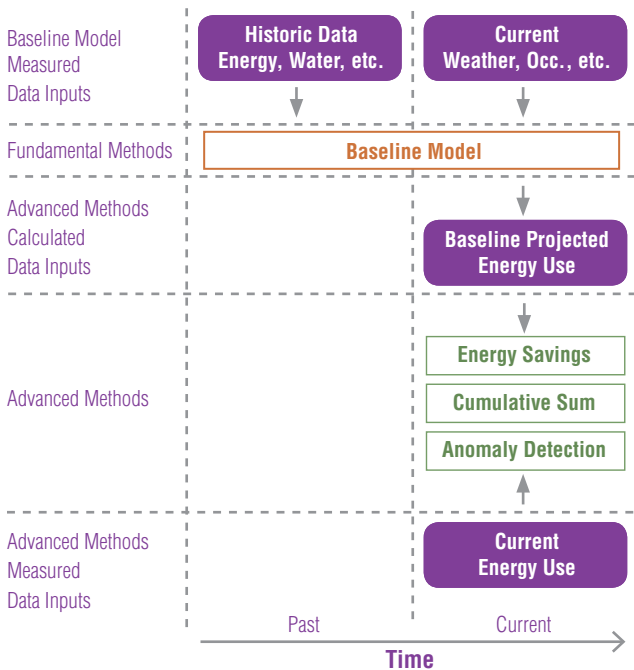 Baseline Model
Measured
Data Inputs
Historic Data
Energy, Water, etc.
Current
Weather, Occ., etc.
Fundamental Methods
Baseline Model
Advanced Methods
Calculated
Data Inputs
Baseline Projected
Energy Use
Advanced Methods
Energy Savings
Cumulative Sum
Anomaly Detection
Advanced Methods
Measured
Data Inputs
Current
Energy Use
Past
Current
Time